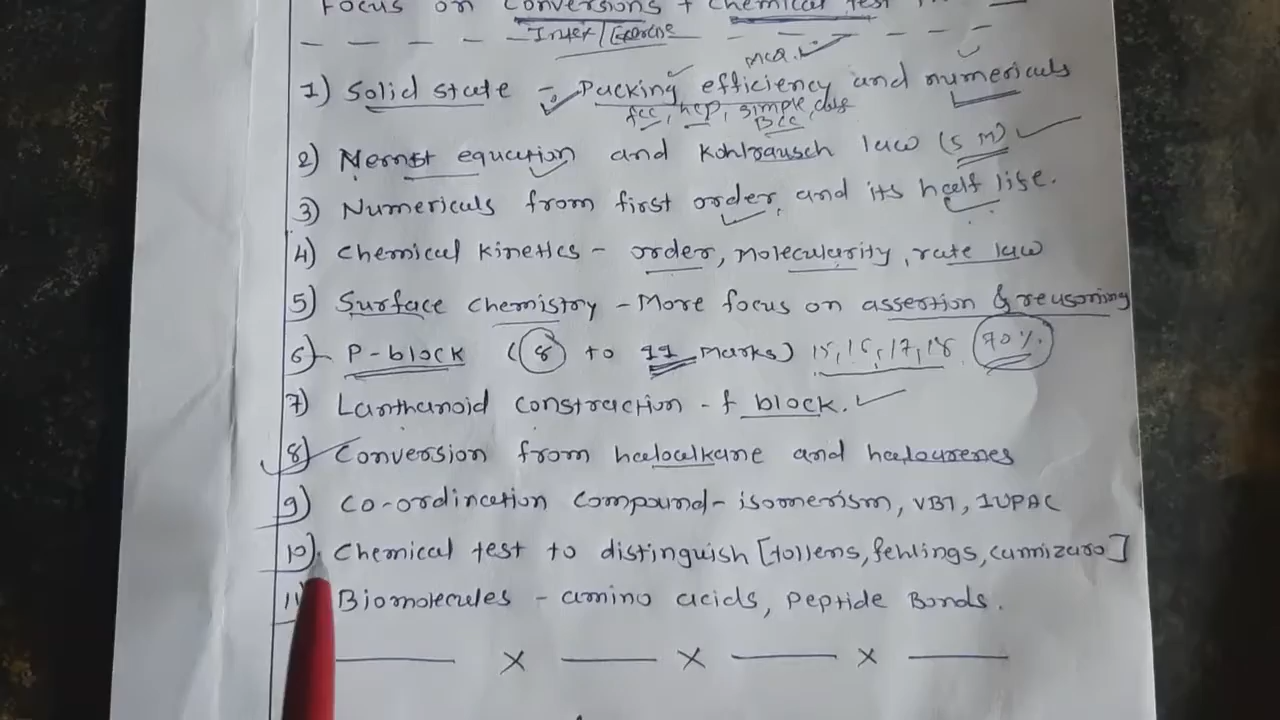 Focus on conversions + chemical test
Intext/Exercise
MCQ.
1) Solid state - Packing efficiency and numericals
fcc, hcp, simple,
BCC
2) Nernst equation and Kohlrausch law (5 M)
3) Numericals from first order, and its half life.
4) Chemical Kinetics - order, Molecularity, rate law
5) Surface chemistry - More focus on assertion & reasoning
6) P-block (8 to 11 Marks) 15, 16, 17, 18 70%.
7) Lanthanoid constraction - f block.
8) Conversion from haloalkane and haloarenes
9) Co-ordination compound - isomerism, VBT, IUPAC
10) Chemical test to distinguish [tollens, fehlings, cannizaro]
11) Biomolecules - amino acids, Peptide Bonds.